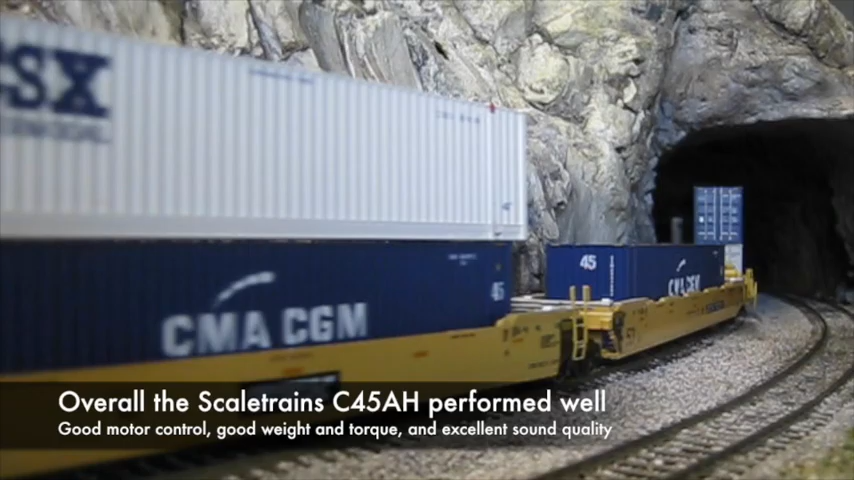 CSX
45
45
CMA CGM
CMA CGM
Overall the Scaletrains C45AH performed well
Good motor control, good weight and torque, and excellent sound quality